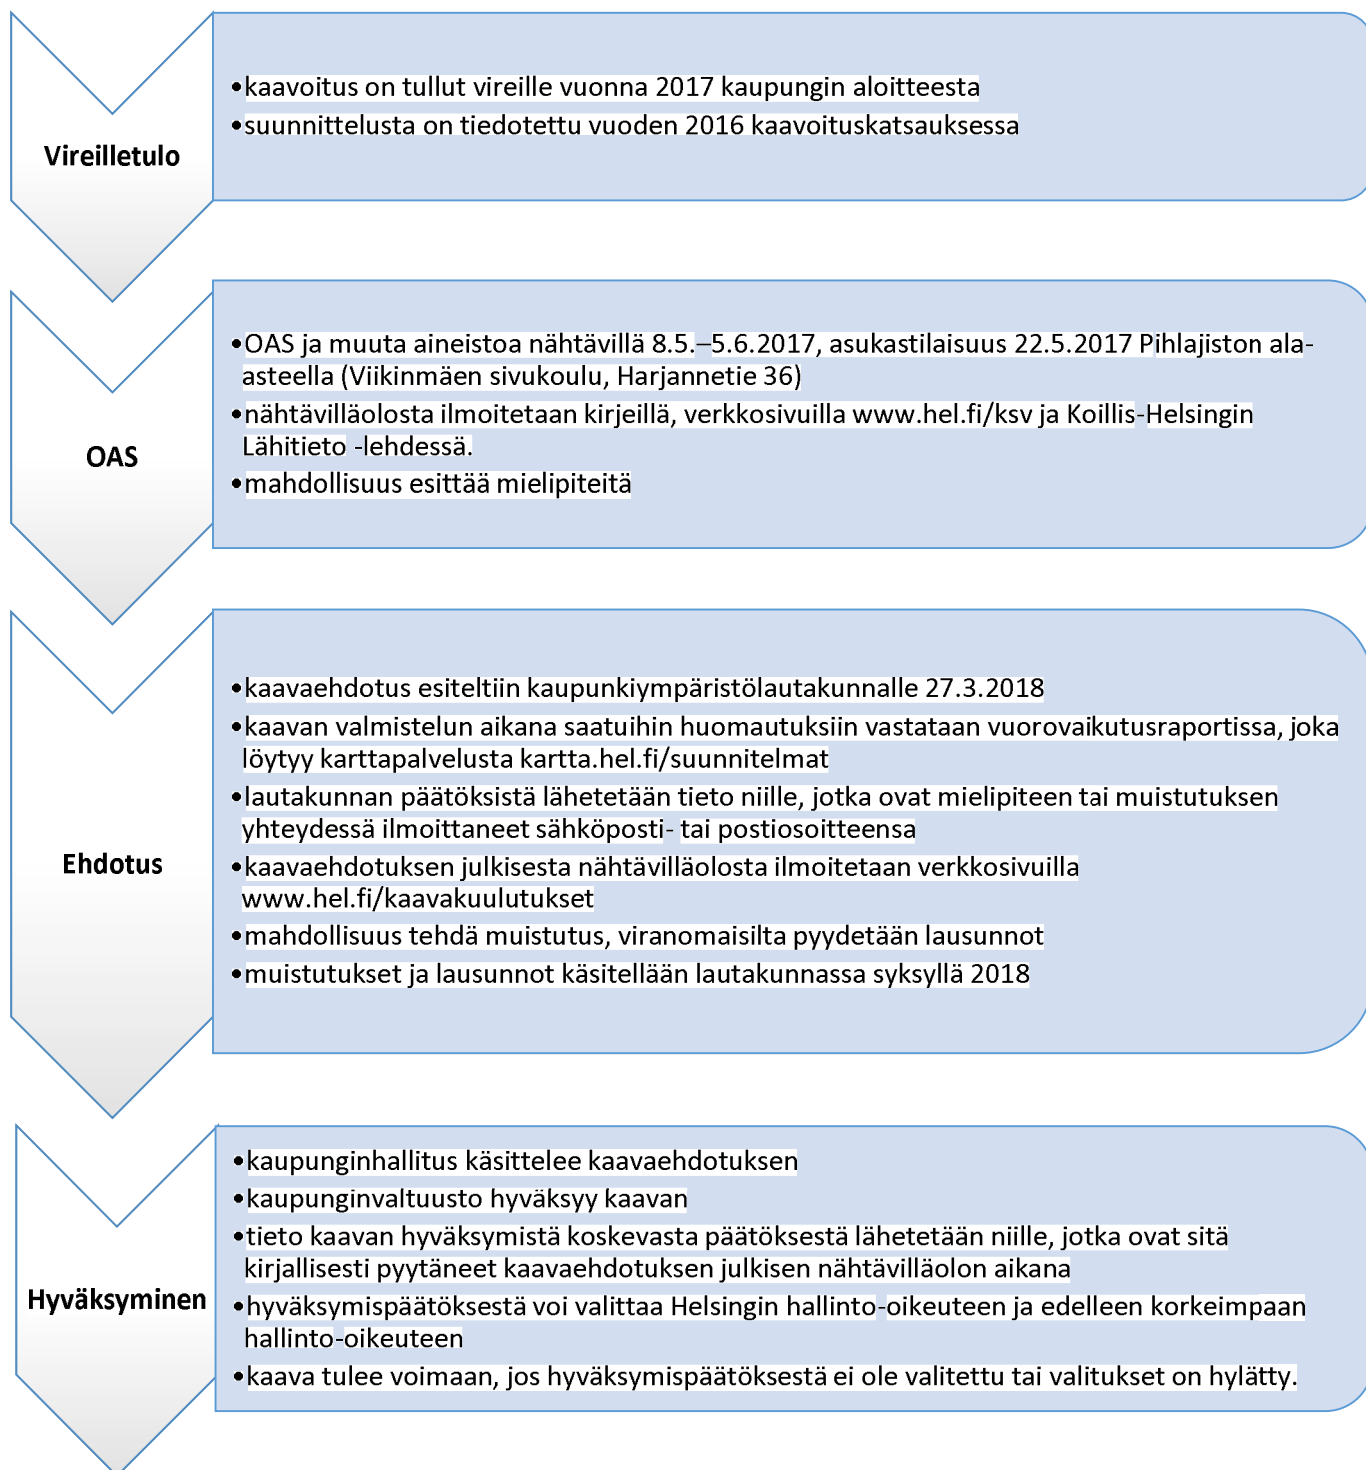 Vireilletulo
•kaavoitus on tullut vireille vuonna 2017 kaupungin aloitteesta
•suunnittelusta on tiedotettu vuoden 2016 kaavoituskatsauksessa
OAS
•OAS ja muuta aineistoa nähtävillä 8.5.–5.6.2017, asukastilaisuus 22.5.2017 Pihlajiston ala-
asteella (Viikinmäen sivukoulu, Harjannetie 36)
•nähtävilläolosta ilmoitetaan kirjeillä, verkkosivuilla www.hel.fi/ksv ja Koillis-Helsingin
Lähitieto -lehdessä.
•mahdollisuus esittää mielipiteitä
Ehdotus
•kaavaehdotus esiteltiin kaupunkiympäristölautakunnalle 27.3.2018
•kaavan valmistelun aikana saatuihin huomautuksiin vastataan vuorovaikutusraportissa, joka
löytyy karttapalvelusta kartta.hel.fi/suunnitelmat
•lautakunnan päätöksistä lähetetään tieto niille, jotka ovat mielipiteen tai muistutuksen
yhteydessä ilmoittaneet sähköposti- tai postiosoitteensa
•kaavaehdotuksen julkisesta nähtävilläolosta ilmoitetaan verkkosivuilla
www.hel.fi/kaavakuulutukset
•mahdollisuus tehdä muistutus, viranomaisilta pyydetään lausunnot
•muistutukset ja lausunnot käsitellään lautakunnassa syksyllä 2018
Hyväksyminen
•kaupunginhallitus käsittelee kaavaehdotuksen
•kaupunginvaltuusto hyväksyy kaavan
•tieto kaavan hyväksymistä koskevasta päätöksestä lähetetään niille, jotka ovat sitä
kirjallisesti pyytäneet kaavaehdotuksen julkisen nähtävilläolon aikana
•hyväksymispäätöksestä voi valittaa Helsingin hallinto-oikeuteen ja edelleen korkeimpaan
hallinto-oikeuteen
•kaava tulee voimaan, jos hyväksymispäätöksestä ei ole valitettu tai valitukset on hylätty.